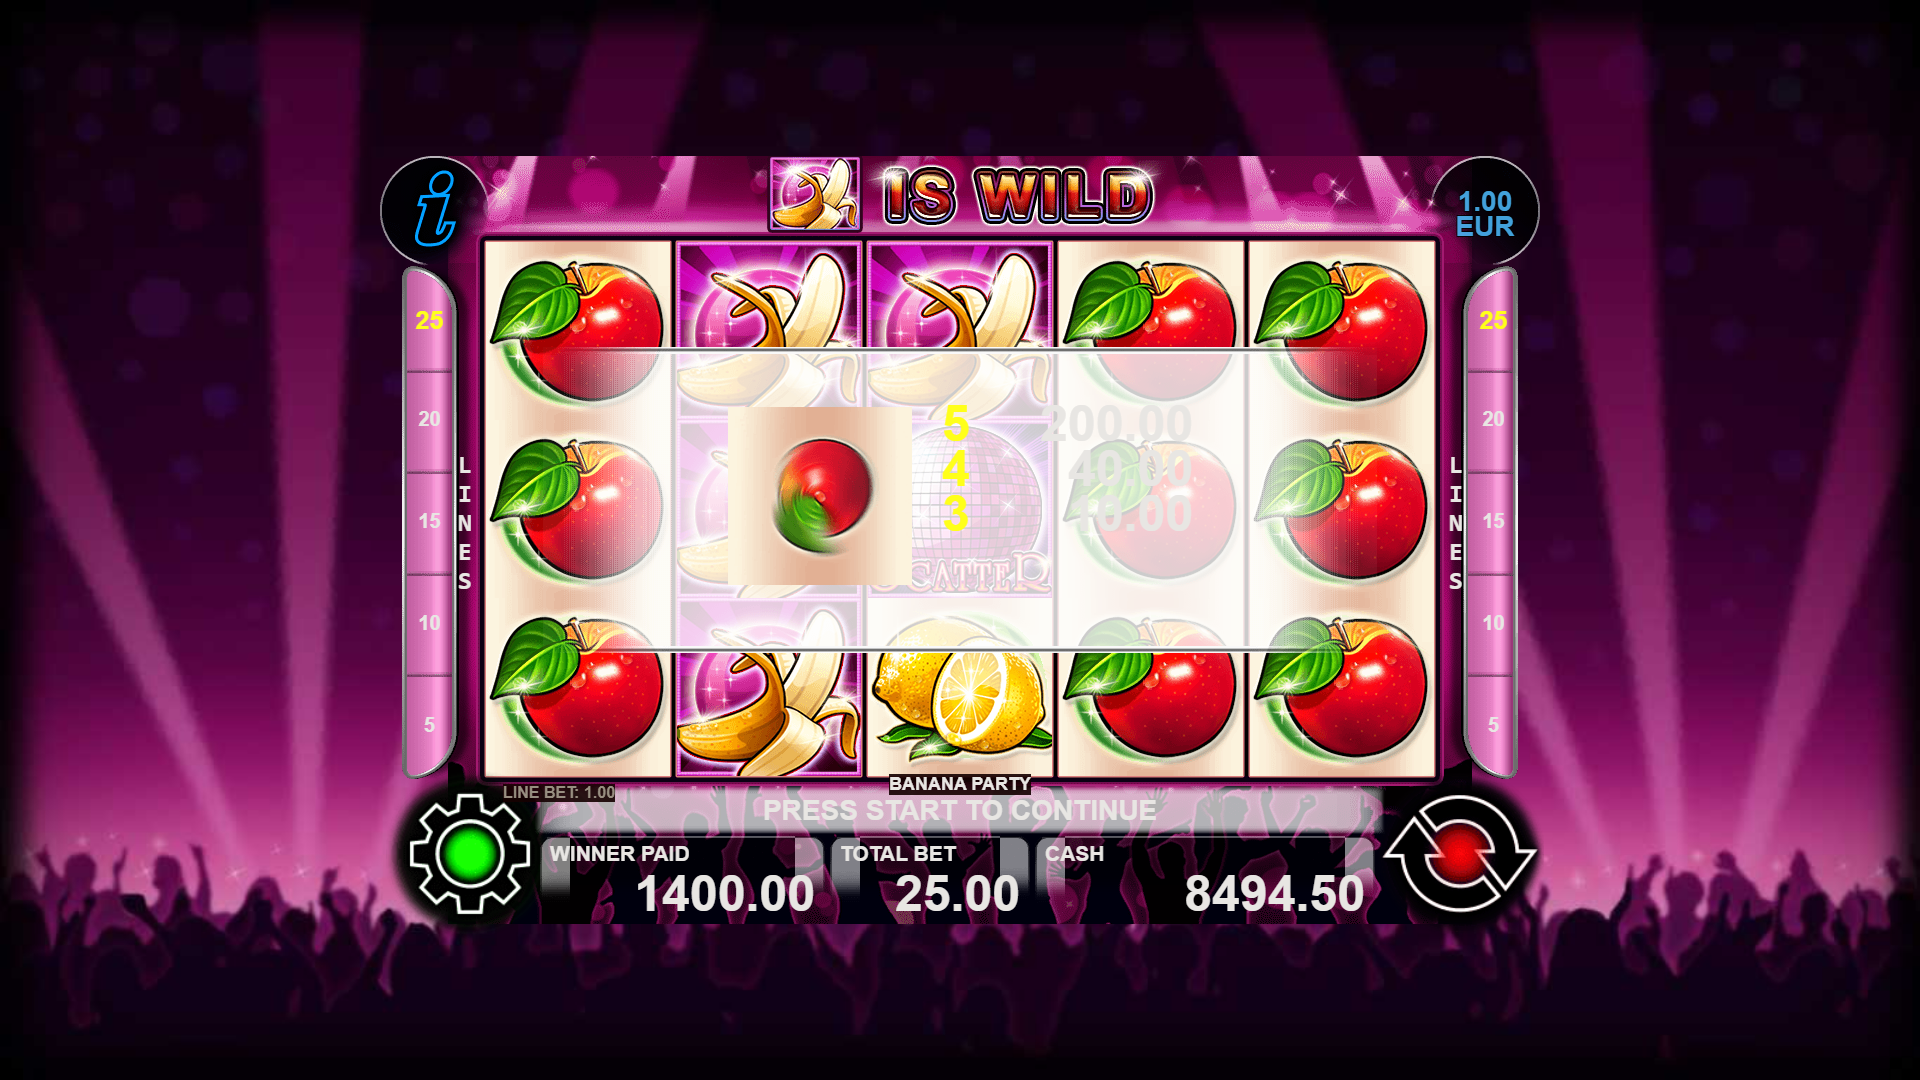 IS WILD
i
1.00
EUR
25
20
15
10
5
LINES
25
20
15
10
5
LINES
5 200.00
4 40.00
3 10.00
SCATTER
BANANA PARTY
LINE BET: 1.00
PRESS START TO CONTINUE
WINNER PAID
1400.00
TOTAL BET
25.00
CASH
8494.50